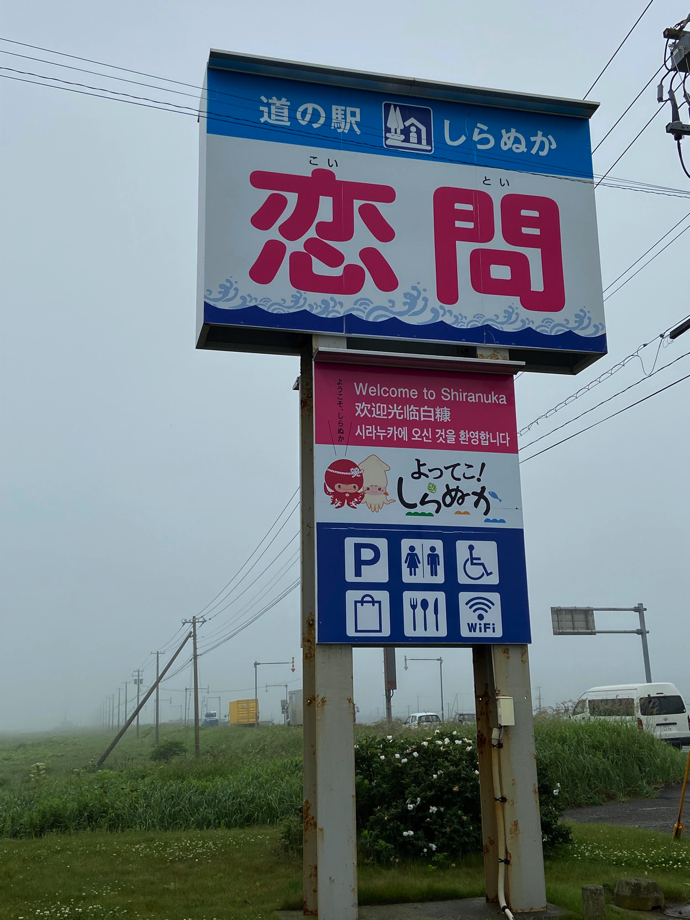 道の駅 しらぬか
こい とい
恋問
ようこそ、しらぬか
Welcome to Shiranuka
欢迎光临白糠
시라누카에 오신 것을 환영합니다
よってこ!
しらぬか
P
WiFi